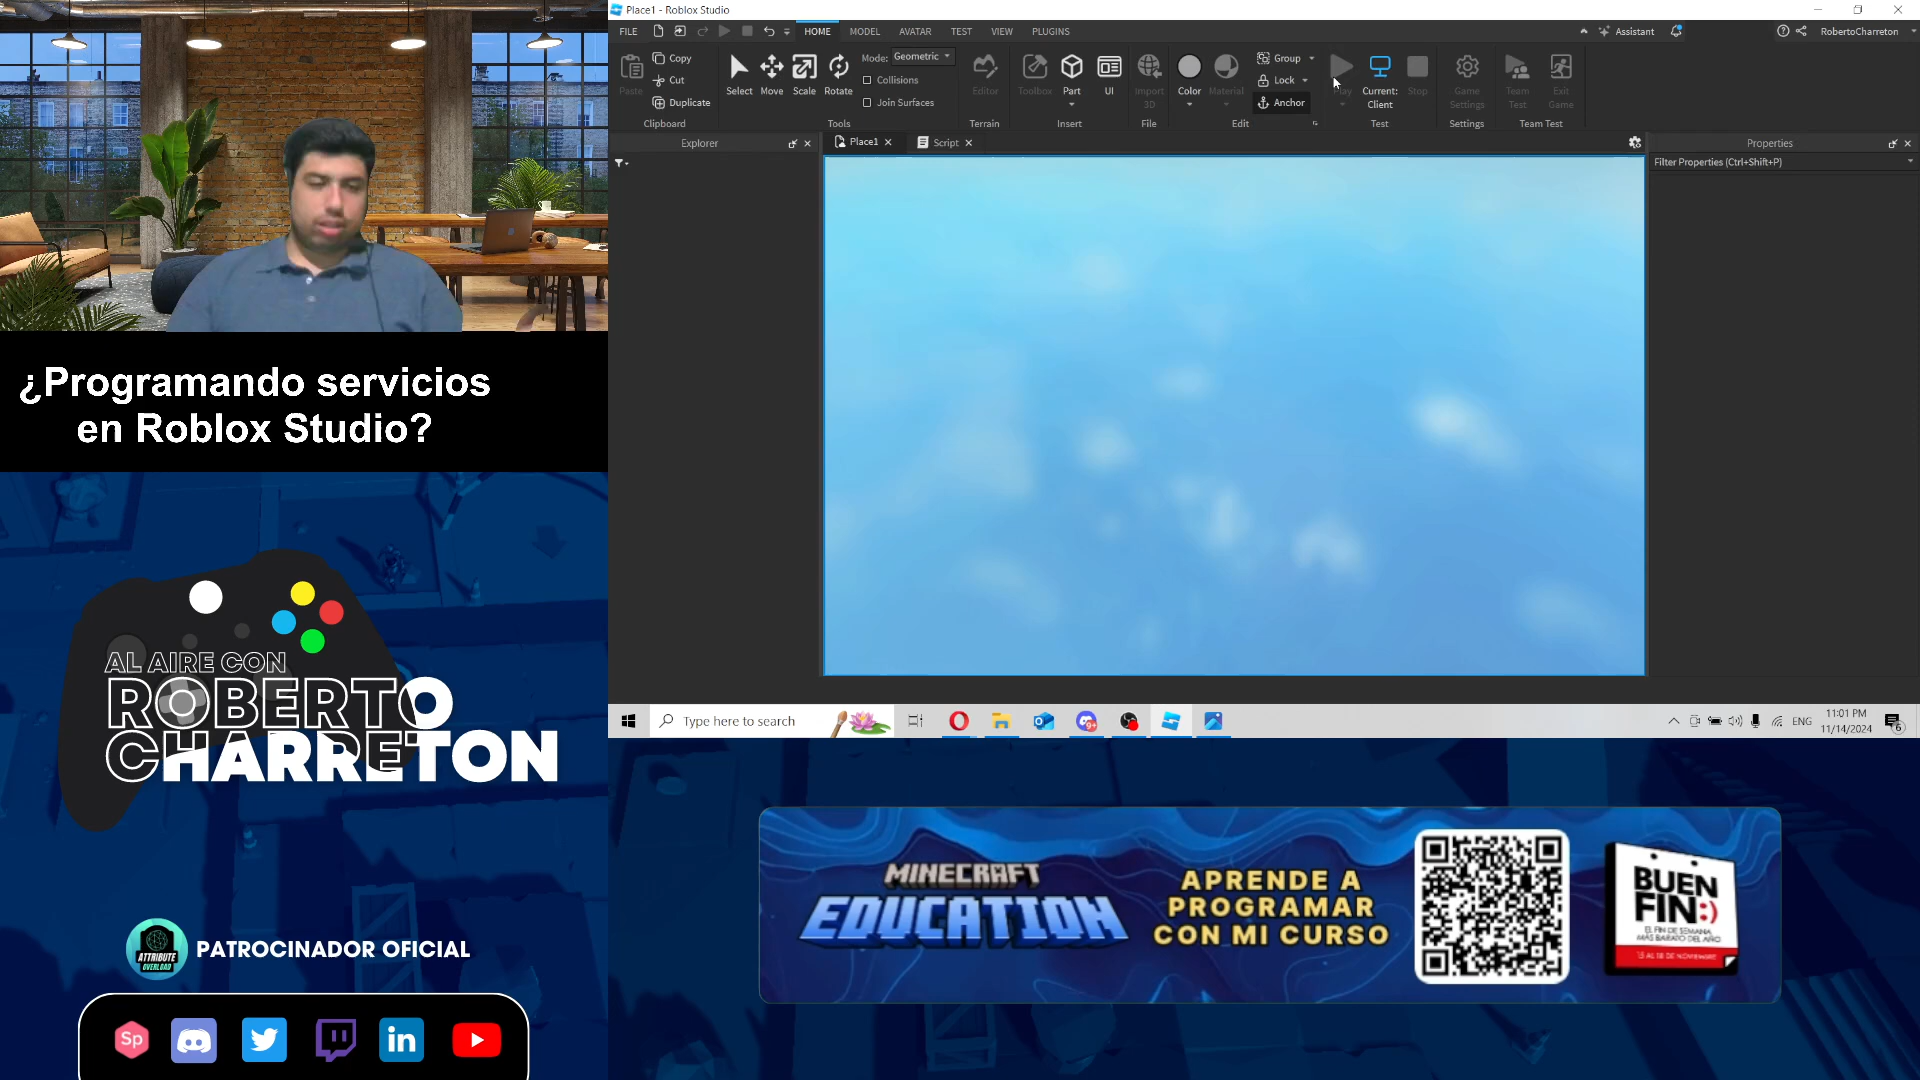 Place1 - Roblox Studio
FILE
HOME
MODEL
AVATAR
TEST
VIEW
PLUGINS
Assistant
RobertoCharreton
Paste
Copy
Cut
Duplicate
Clipboard
Select
Move
Scale
Rotate
Mode:
Geometric
Collisions
Join Surfaces
Tools
Editor
Terrain
Toolbox
Part
UI
Insert
Import
3D
File
Color
Material
Group
Lock
Anchor
Edit
Play
Current:
Client
Stop
Test
Game
Settings
Settings
Team
Test
Exit
Game
Team Test
Explorer
Place1
Script
Properties
Filter Properties (Ctrl+Shift+P)
¿Programando servicios
en Roblox Studio?
AL AIRE CON
ROBERTO
CHARRETON
PATROCINADOR OFICIAL
ATTRIBUTE
OVERLOAD
Sp
in
Type here to search
ENG
11:01 PM
11/14/2024
6
MINECRAFT
EDUCATION
APRENDE A
PROGRAMAR
CON MI CURSO
BUEN
FIN:)
EL FIN DE SEMANA
MÁS BARATO DEL AÑO